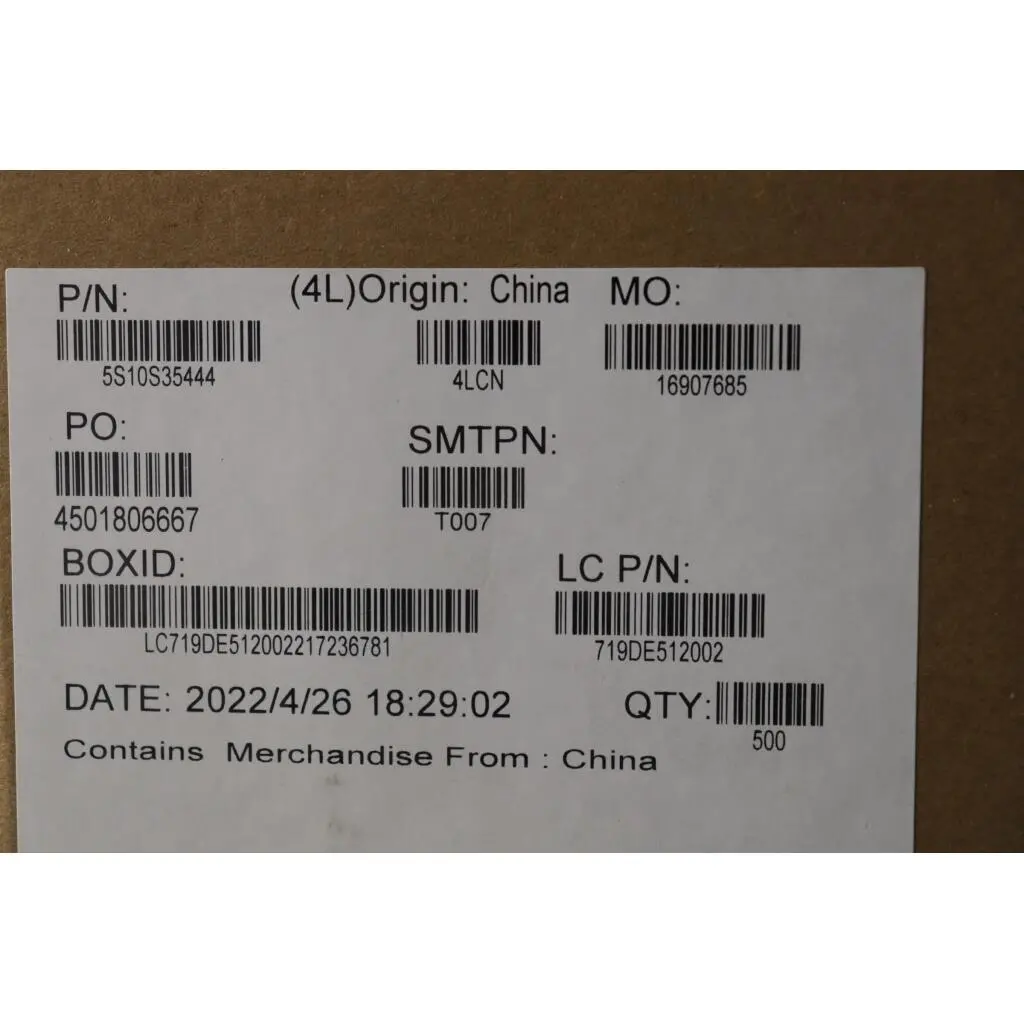 P/N: (4L)Origin: China MO:
5S10S35444 4LCN 16907685
PO: SMTPN:
4501806667 T007
BOXID: LC P/N:
LC719DE512002217236781 719DE512002
DATE: 2022/4/26 18:29:02 QTY:
500
Contains Merchandise From : China